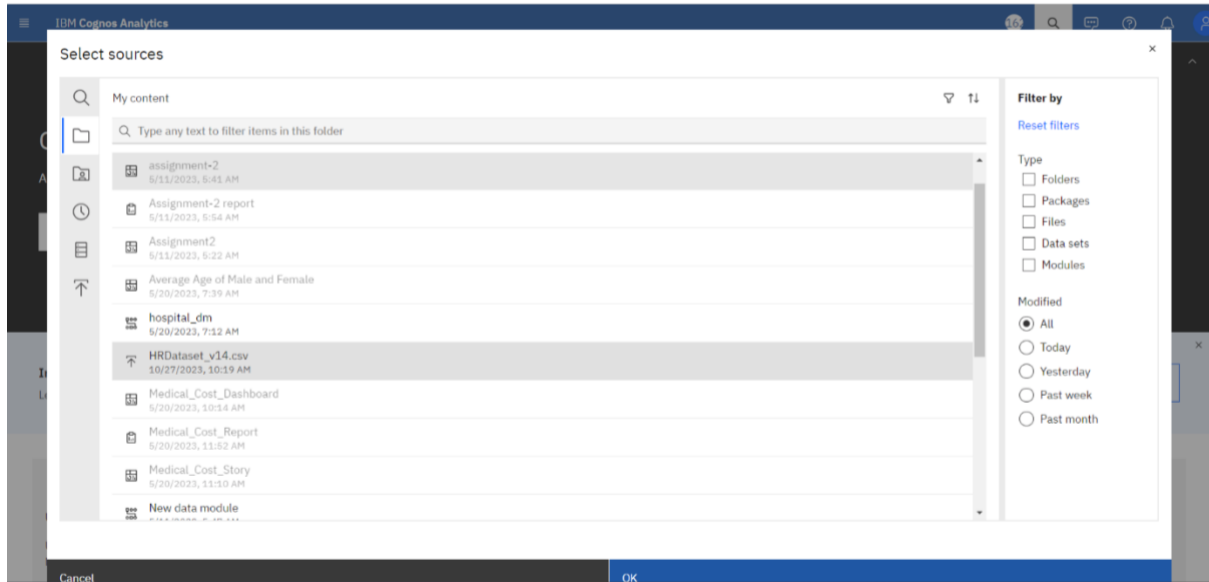 IBM Cognos Analytics
Select sources
My content
Type any text to filter items in this folder
assignment-2
5/11/2023, 5:41 AM
Assignment-2 report
5/11/2023, 5:54 AM
Assignment2
5/11/2023, 5:22 AM
Average Age of Male and Female
5/20/2023, 7:39 AM
hospital_dm
5/20/2023, 7:12 AM
HRDataset_v14.csv
10/27/2023, 10:19 AM
Medical_Cost_Dashboard
5/20/2023, 10:14 AM
Medical_Cost_Report
5/20/2023, 11:52 AM
Medical_Cost_Story
5/20/2023, 11:10 AM
New data module
Filter by
Reset filters
Type
Folders
Packages
Files
Data sets
Modules
Modified
All
Today
Yesterday
Past week
Past month
Cancel
OK